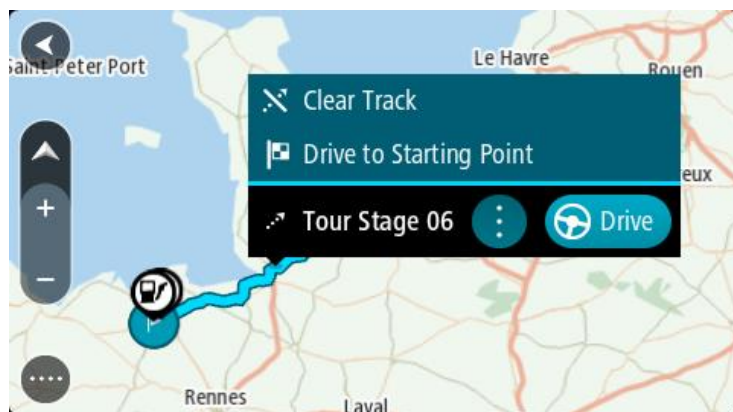 Saint Peter Port
Le Havre
Rouen
Clear Track
Drive to Starting Point
eux
Tour Stage 06
Drive
Rennes
Laval